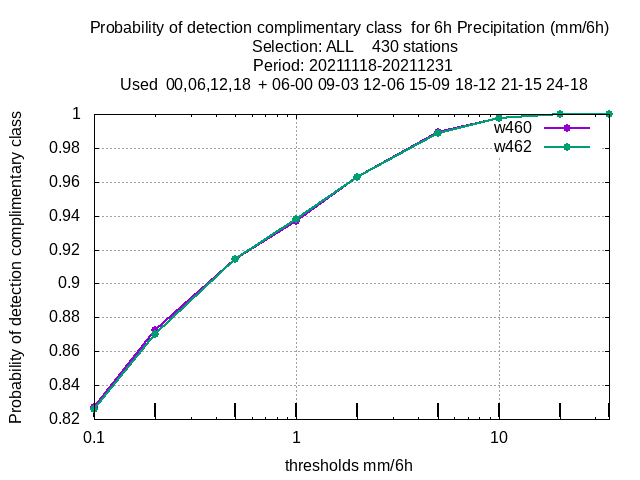 Probability of detection complimentary class  for 6h Precipitation (mm/6h)
Selection: ALL    430 stations
Period: 20211118-20211231
Used  00,06,12,18  + 06-00 09-03 12-06 15-09 18-12 21-15 24-18
Probability of detection complimentary class
1
0.98
0.96
0.94
0.92
0.9
0.88
0.86
0.84
0.82
w460
w462
0.1
1
10
thresholds mm/6h